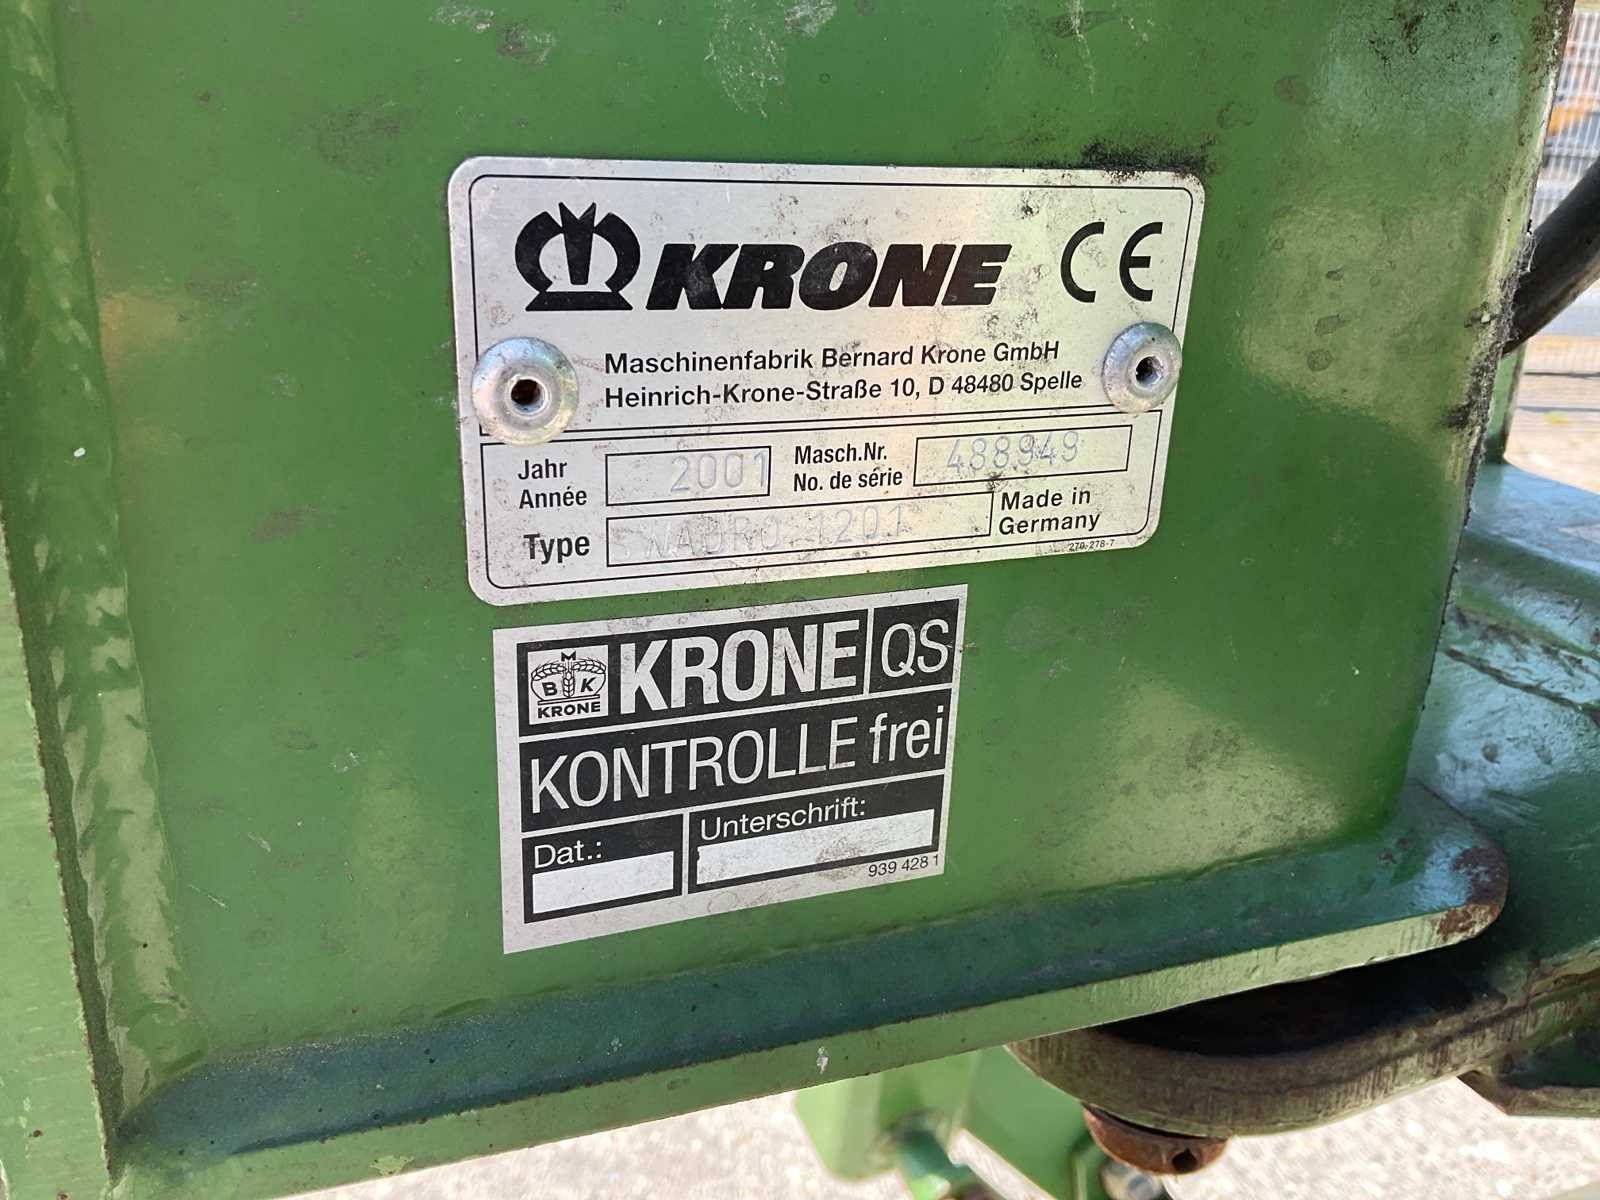 KRONE CE
Maschinenfabrik Bernard Krone GmbH
Heinrich-Krone-Straße 10, D 48480 Spelle
Jahr 2001 Masch.Nr. 488949
Année No. de série
Type SWADRO 1201 Made in
Germany
270-278-7
M
B K
KRONE
KRONE QS
KONTROLLE frei
Dat.: Unterschrift:
939 428 1